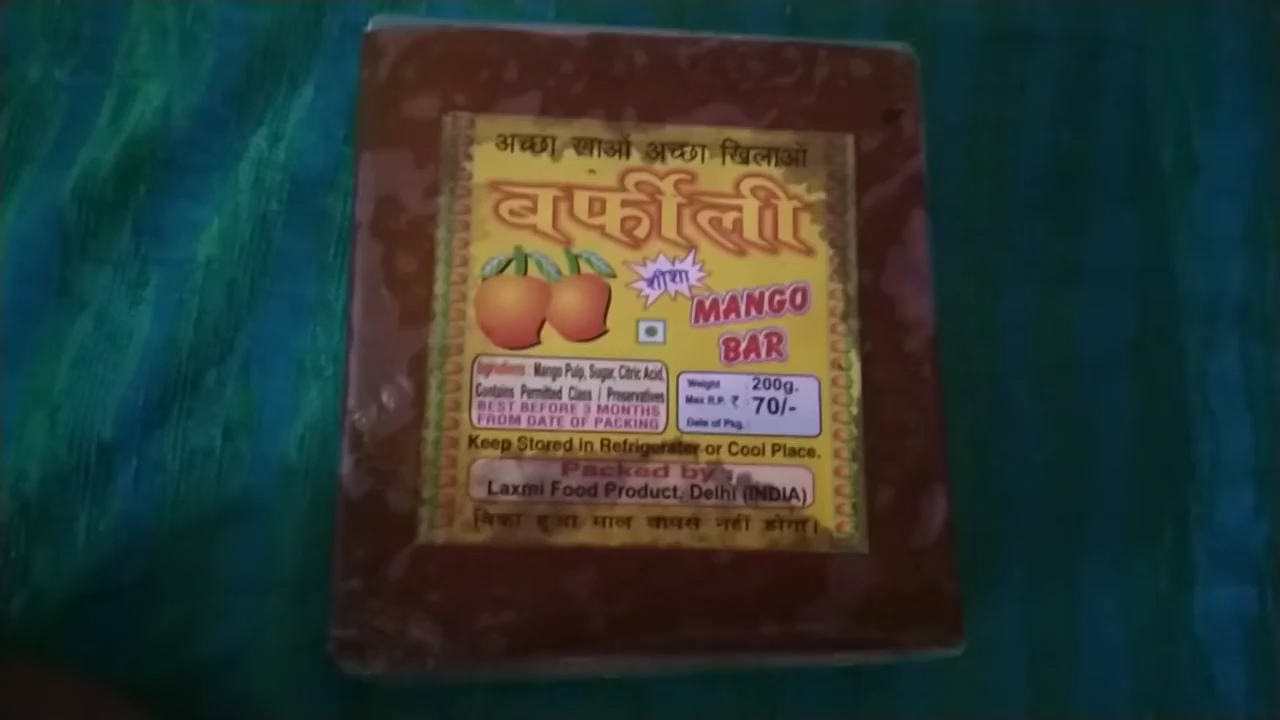 अच्छा खाओ अच्छा खिलाओ
बर्फीली
शीशा
MANGO
BAR
Ingredients : Mango Pulp, Sugar, Citric Acid,
Contains Permitted Class / Preservatives
BEST BEFORE 3 MONTHS
FROM DATE OF PACKING
Weight : 200g.
Max R.P. ₹ : 70/-
Date of Pkg.
Keep Stored in Refrigerater or Cool Place.
Packed by :
Laxmi Food Product, Delhi (INDIA)
बिका हुआ माल वापस नहीं होगा।